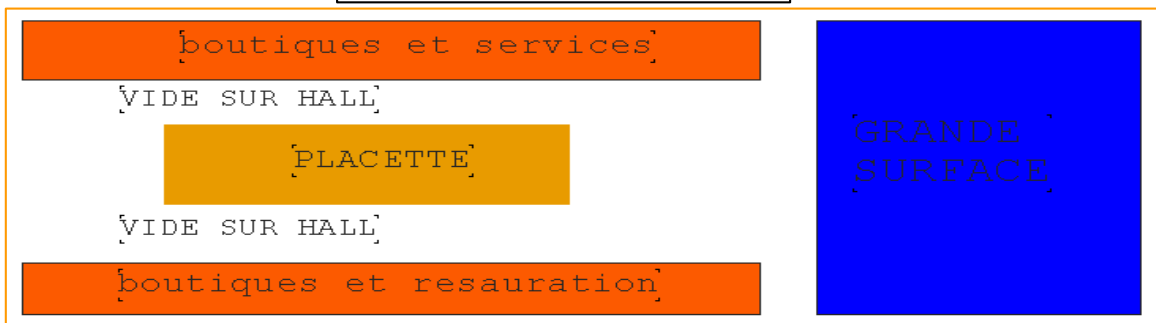 boutiques et services
VIDE SUR HALL
PLACETTE
GRANDE
SURFACE
VIDE SUR HALL
boutiques et resauration